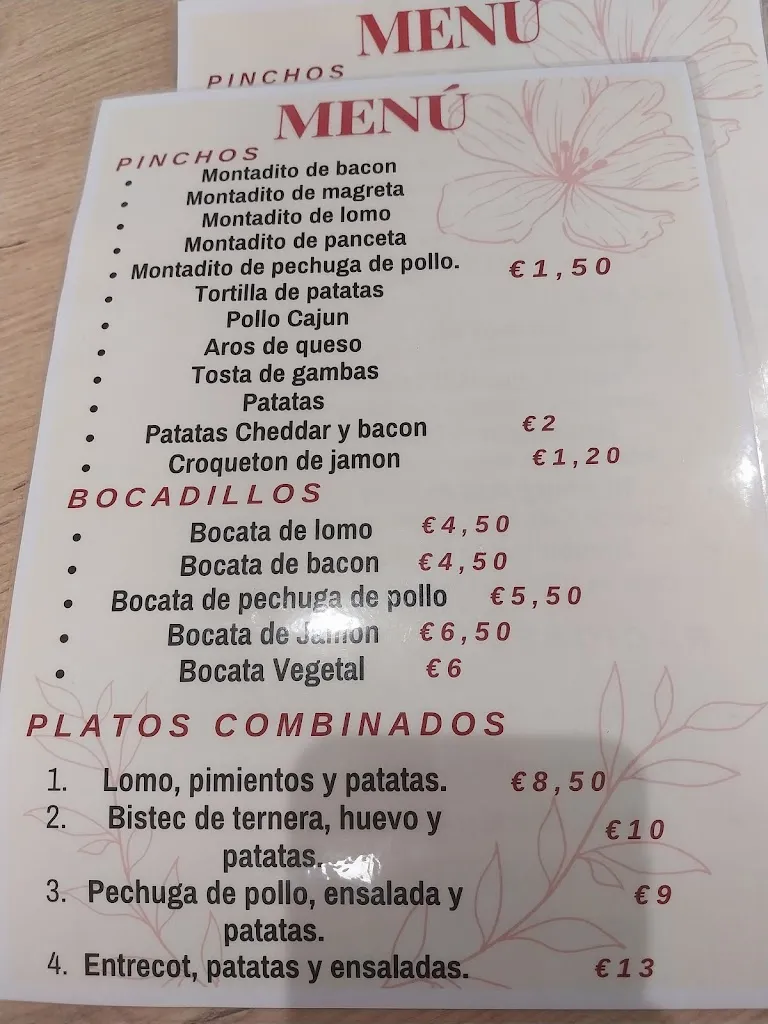 MENÚ
PINCHOS
MENÚ
PINCHOS
• Montadito de bacon
• Montadito de magreta
• Montadito de lomo
• Montadito de panceta
• Montadito de pechuga de pollo. €1,50
• Tortilla de patatas
• Pollo Cajun
• Aros de queso
• Tosta de gambas
• Patatas
• Patatas Cheddar y bacon €2
• Croqueton de jamon €1,20
BOCADILLOS
• Bocata de lomo €4,50
• Bocata de bacon €4,50
• Bocata de pechuga de pollo €5,50
• Bocata de Jamon €6,50
• Bocata Vegetal €6
PLATOS COMBINADOS
1. Lomo, pimientos y patatas. €8,50
2. Bistec de ternera, huevo y €10
patatas.
3. Pechuga de pollo, ensalada y €9
patatas.
4. Entrecot, patatas y ensaladas. €13